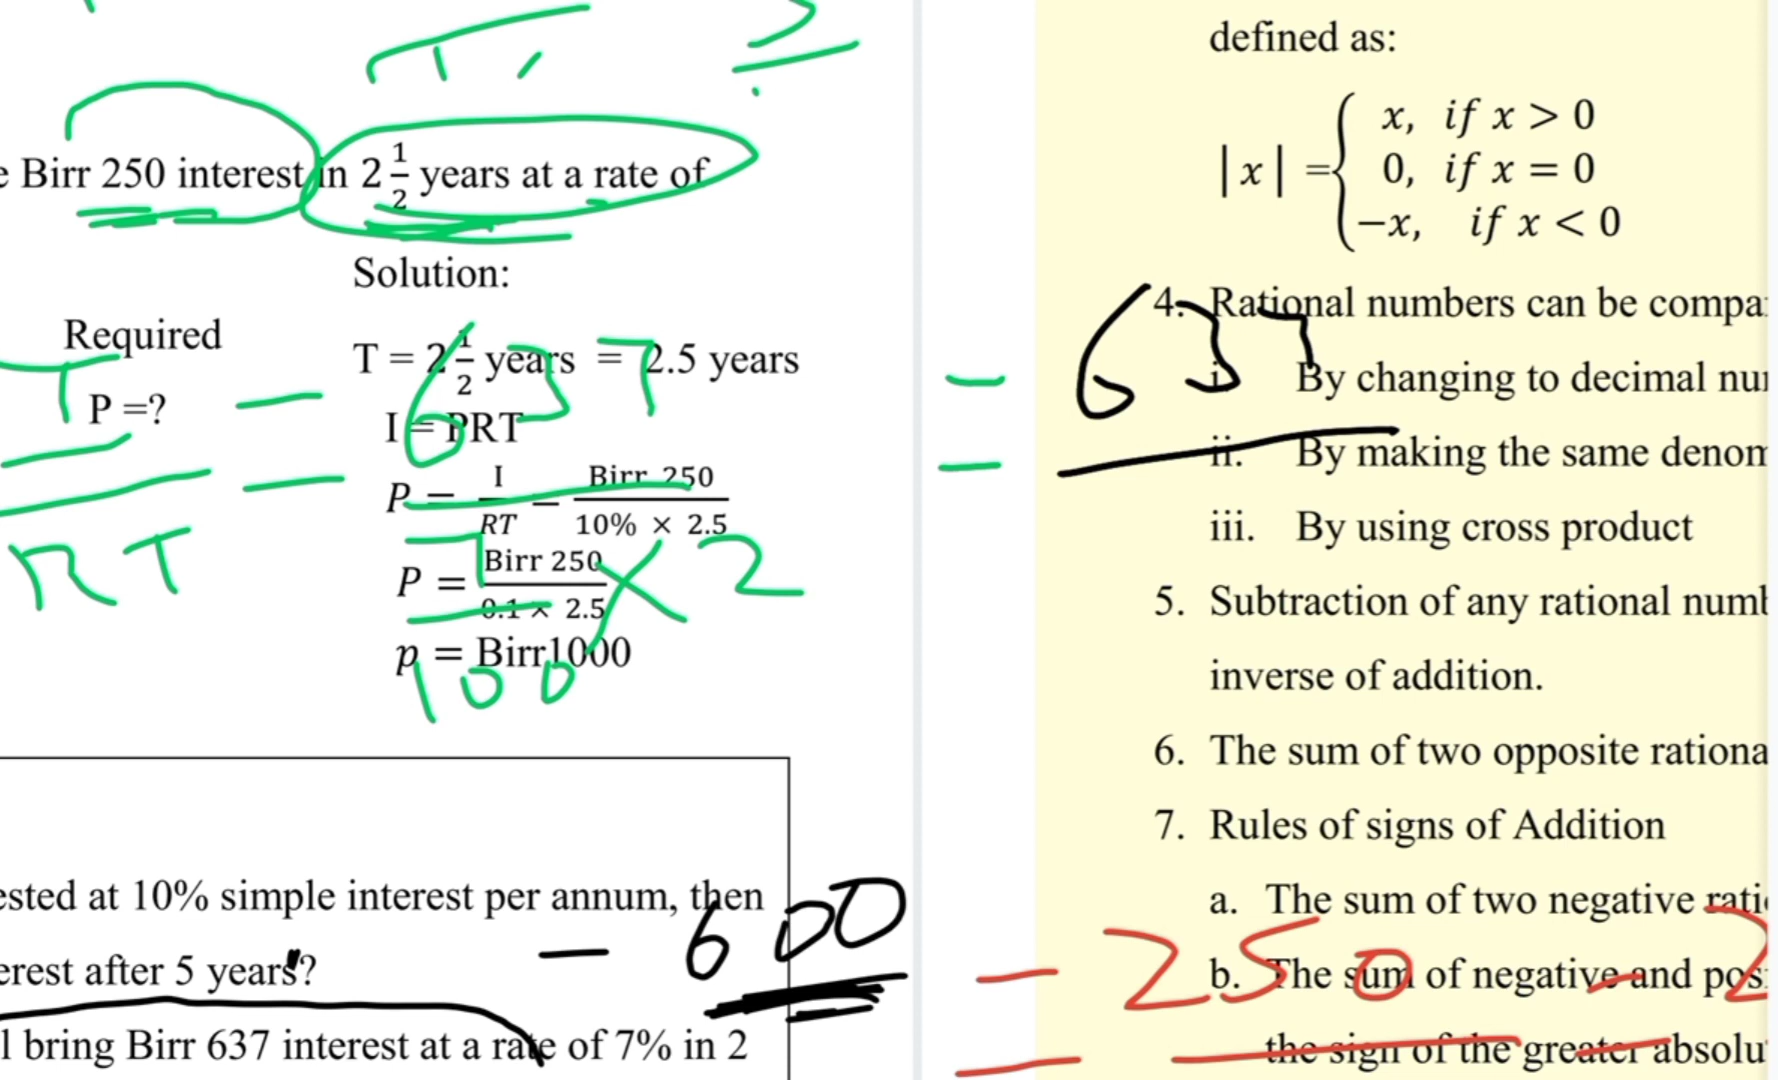 e Birr 250 interest in 2 1/2 years at a rate of
Solution:
Required
T = 2 1/2 years = 2.5 years
P =?
I = PRT
P = I/RT = Birr 250/10% × 2.5
P = Birr 250/0.1 × 2.5
p = Birr1000
T
=
=
RT
637
7
100
× 2
ested at 10% simple interest per annum, then
erest after 5 years?
l bring Birr 637 interest at a rate of 7% in 2
- 600
defined as:
|x| = { x, if x > 0
0, if x = 0
−x, if x < 0
4. Rational numbers can be compa
i. By changing to decimal nu
ii. By making the same denom
iii. By using cross product
5. Subtraction of any rational numb
inverse of addition.
6. The sum of two opposite rationa
7. Rules of signs of Addition
a. The sum of two negative rati
b. The sum of negative and pos
the sign of the greater absolu
=
637
= 250 = 2